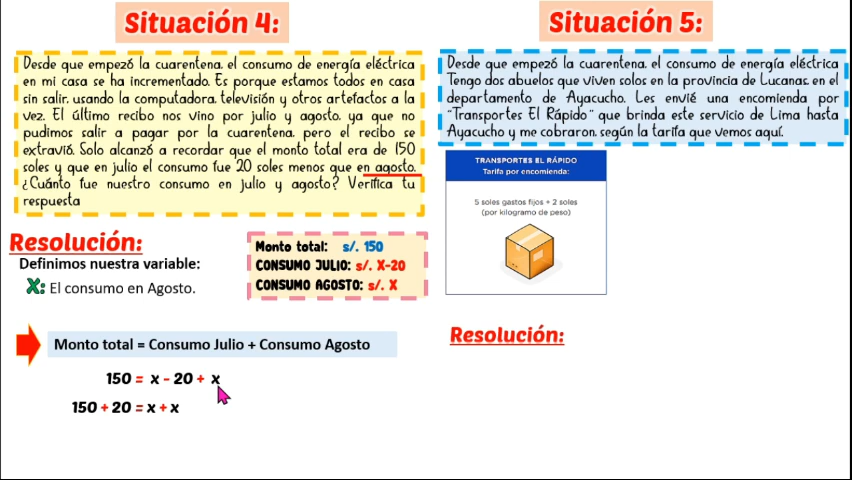 Situación 4:
Desde que empezó la cuarentena, el consumo de energía eléctrica
en mi casa se ha incrementado. Es porque estamos todos en casa
sin salir, usando la computadora, televisión y otros artefactos a la
vez. El último recibo nos vino por julio y agosto, ya que no
pudimos salir a pagar por la cuarentena, pero el recibo se
extravió. Solo alcanzó a recordar que el monto total era de 150
soles y que en julio el consumo fue 20 soles menos que en agosto.
¿Cuánto fue nuestro consumo en julio y agosto? Verifica tu
respuesta
Resolución:
Definimos nuestra variable:
X: El consumo en Agosto.
Monto total: s/. 150
CONSUMO JULIO: s/. X-20
CONSUMO AGOSTO: s/. X
Monto total = Consumo Julio + Consumo Agosto
150 = x - 20 + x
150 + 20 = x + x
Situación 5:
Desde que empezó la cuarentena, el consumo de energía eléctrica
Tengo dos abuelos que viven solos en la provincia de Lucanas, en el
departamento de Ayacucho. Les envié una encomienda por
"Transportes El Rápido" que brinda este servicio de Lima hasta
Ayacucho y me cobraron, según la tarifa que vemos aquí.
TRANSPORTES EL RÁPIDO
Tarifa por encomienda:
5 soles gastos fijos + 2 soles
(por kilogramo de peso)
Resolución: